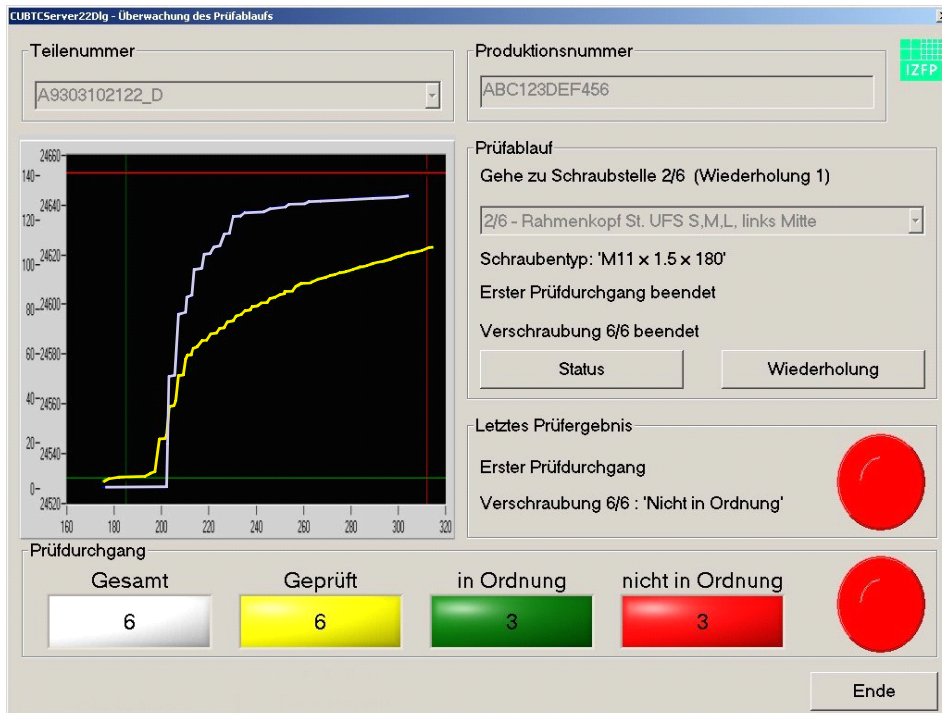 CUBTCServer22Dlg - Überwachung des Prüfablaufs
Teilenummer
A9303102122_D
Produktionsnummer
ABC123DEF456
IZFP
24660
24640
24620
24600
24580
24560
24540
24520
140
120
100
80
60
40
20
0
160 180 200 220 240 260 280 300 320
Prüfablauf
Gehe zu Schraubstelle 2/6 (Wiederholung 1)
2/6 - Rahmenkopf St. UFS S,M,L, links Mitte
Schraubentyp: 'M11 x 1.5 x 180'
Erster Prüfdurchgang beendet
Verschraubung 6/6 beendet
Status Wiederholung
Letztes Prüfergebnis
Erster Prüfdurchgang
Verschraubung 6/6 : 'Nicht in Ordnung'
Prüfdurchgang
Gesamt Geprüft in Ordnung nicht in Ordnung
6 6 3 3
Ende